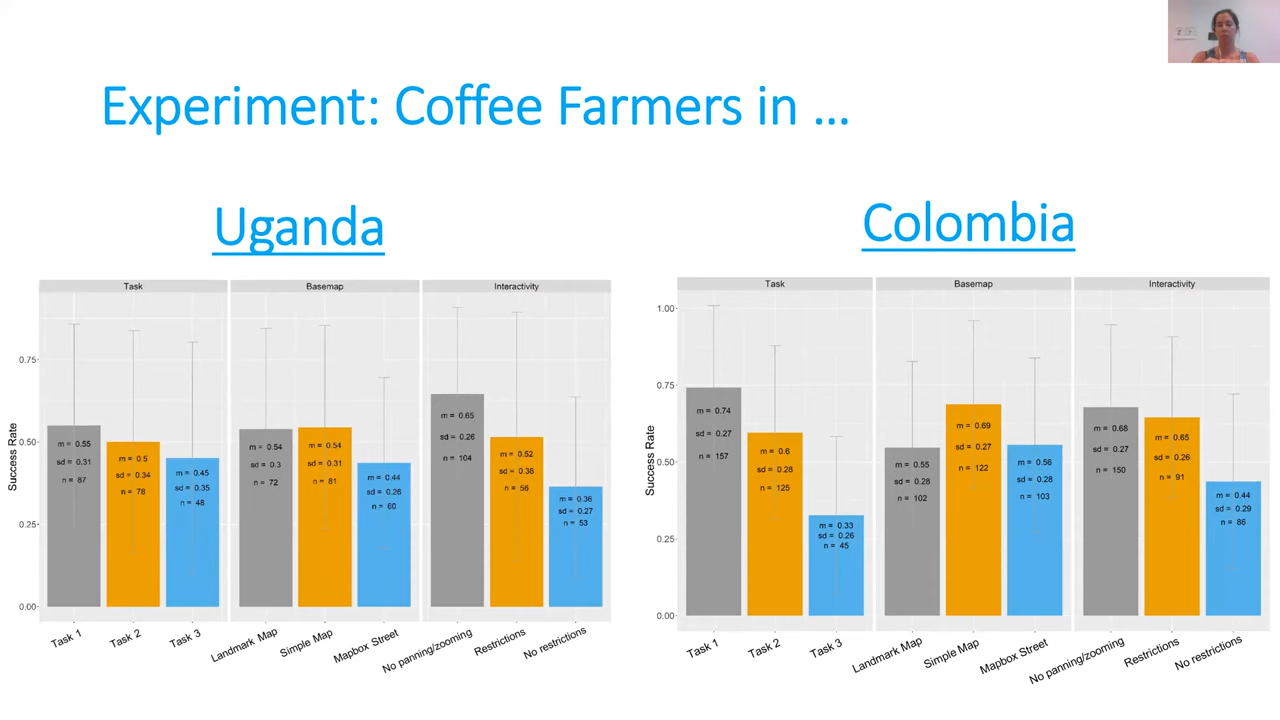 Experiment: Coffee Farmers in ...
Uganda
Task
Basemap
Interactivity
Success Rate
0.75
0.50
0.25
0.00
m = 0.55
sd = 0.31
n = 87
m = 0.5
sd = 0.34
n = 78
m = 0.45
sd = 0.35
n = 48
m = 0.54
sd = 0.3
n = 72
m = 0.54
sd = 0.31
n = 81
m = 0.44
sd = 0.26
n = 60
m = 0.65
sd = 0.26
n = 104
m = 0.52
sd = 0.38
n = 56
m = 0.36
sd = 0.27
n = 53
Task 1
Task 2
Task 3
Landmark Map
Simple Map
Mapbox Street
No panning/zooming
Restrictions
No restrictions
Colombia
Task
Basemap
Interactivity
Success Rate
1.00
0.75
0.50
0.25
0.00
m = 0.74
sd = 0.27
n = 157
m = 0.6
sd = 0.28
n = 125
m = 0.33
sd = 0.26
n = 45
m = 0.55
sd = 0.28
n = 102
m = 0.69
sd = 0.27
n = 122
m = 0.56
sd = 0.28
n = 103
m = 0.68
sd = 0.27
n = 150
m = 0.65
sd = 0.26
n = 91
m = 0.44
sd = 0.29
n = 86
Task 1
Task 2
Task 3
Landmark Map
Simple Map
Mapbox Street
No panning/zooming
Restrictions
No restrictions